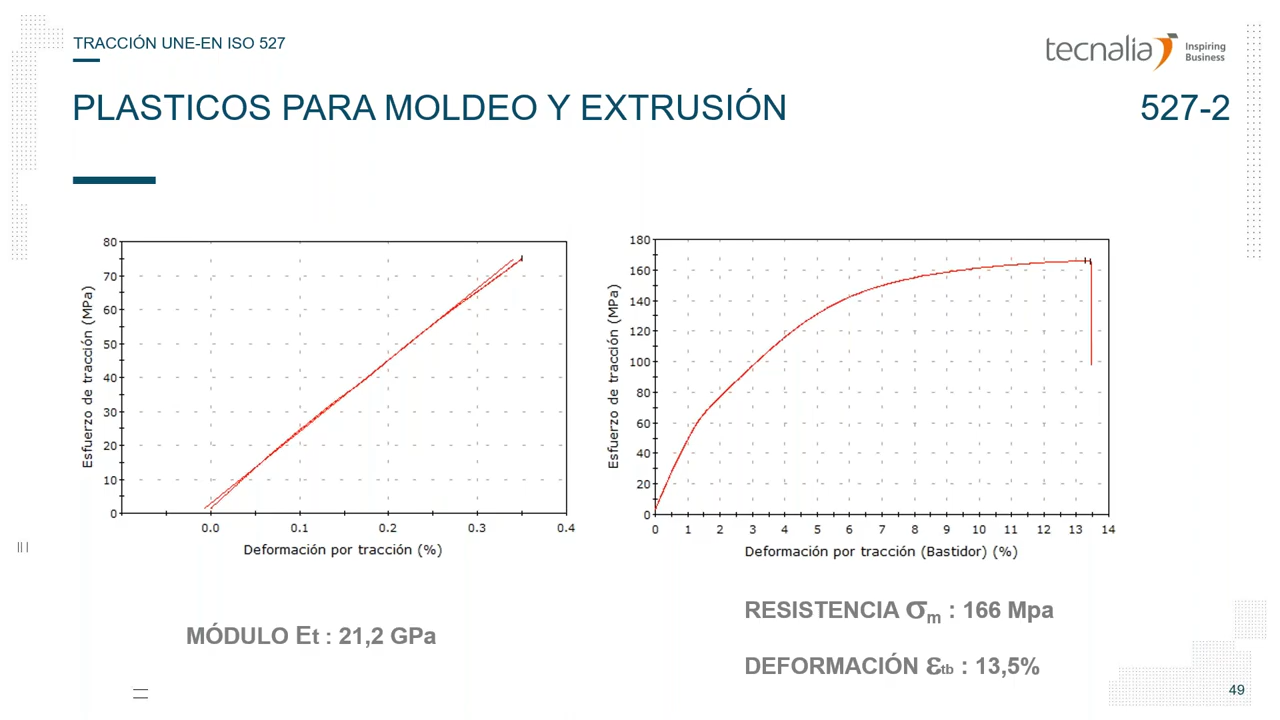 TRACCIÓN UNE-EN ISO 527
tecnalia Inspiring
Business
PLASTICOS PARA MOLDEO Y EXTRUSIÓN 527-2
80
70
60
50
40
30
20
10
0
0.0 0.1 0.2 0.3 0.4
Esfuerzo de tracción (MPa)
Deformación por tracción (%)
180
160
140
120
100
80
60
40
20
0
0 1 2 3 4 5 6 7 8 9 10 11 12 13 14
Esfuerzo de tracción (MPa)
Deformación por tracción (Bastidor) (%)
MÓDULO Et : 21,2 GPa
RESISTENCIA σm : 166 Mpa
DEFORMACIÓN εtb : 13,5%
49